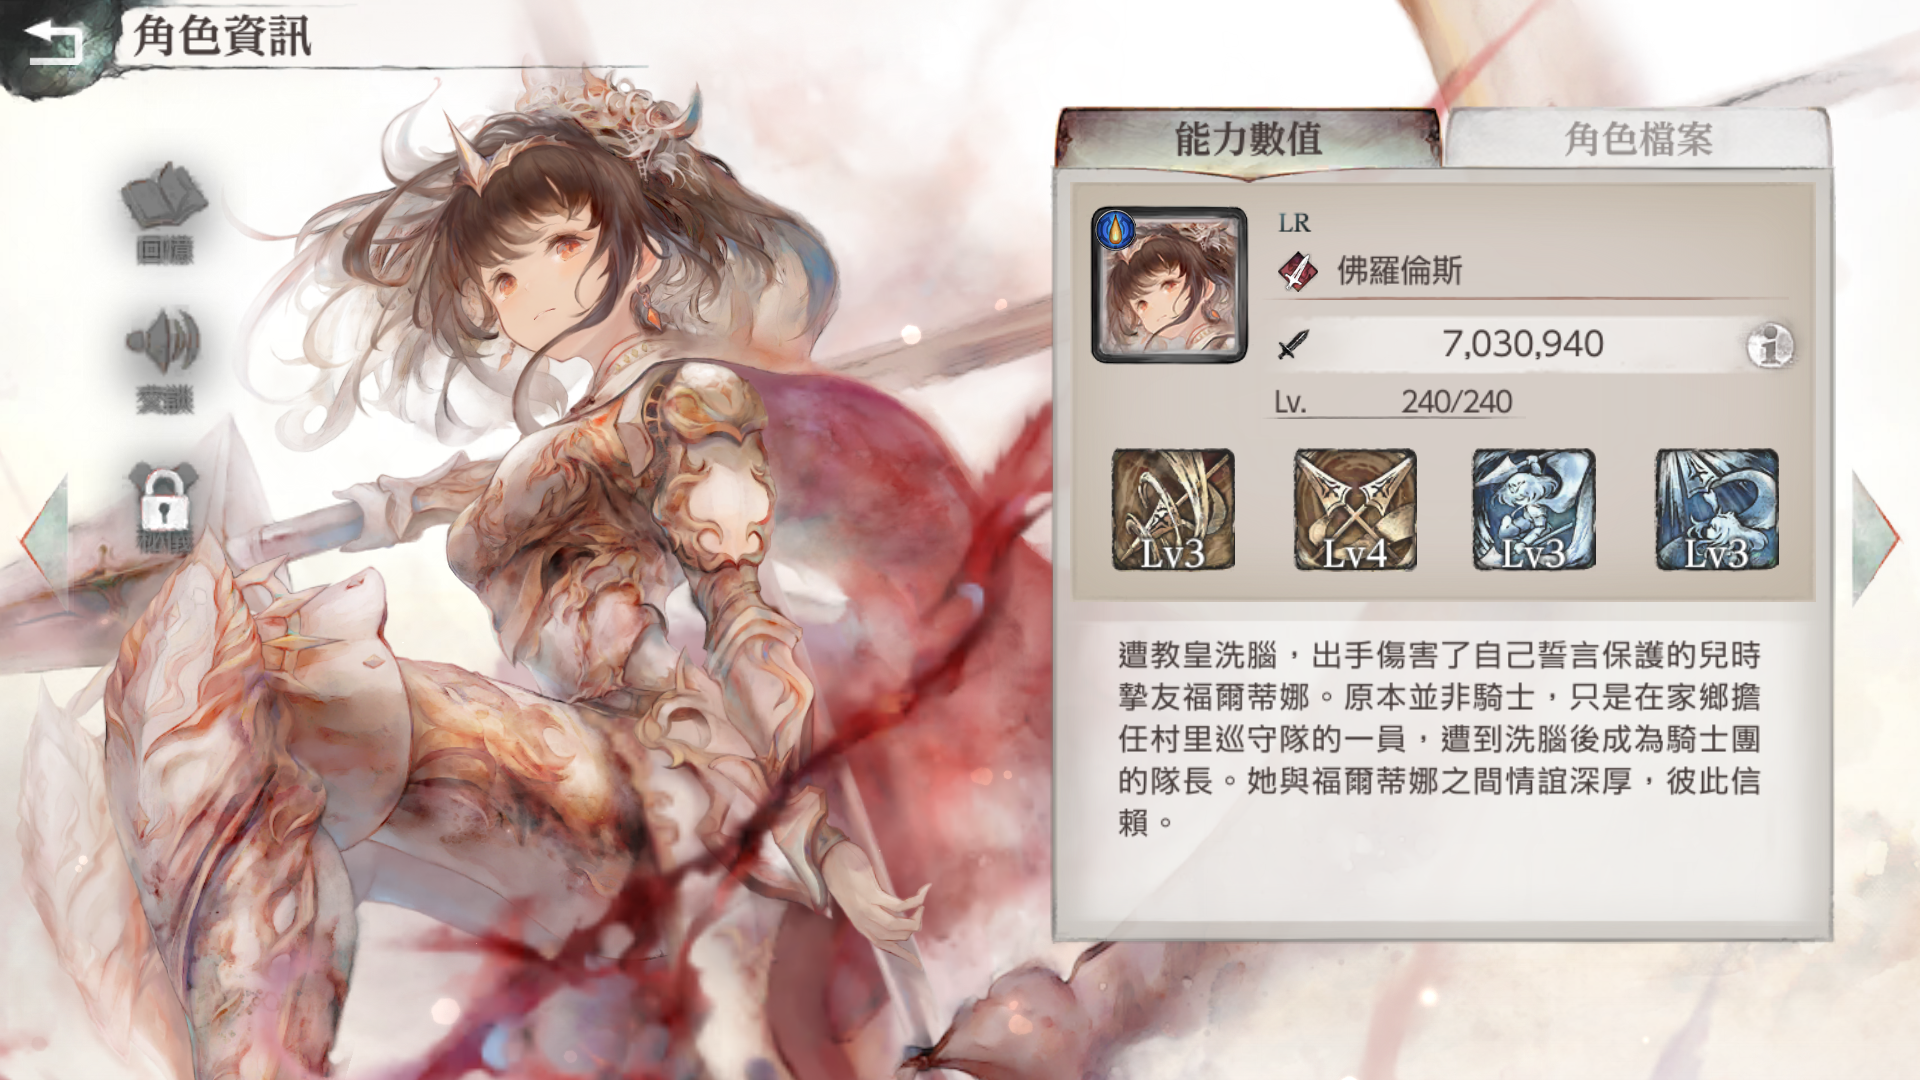 角色資訊
回憶
能力數值
角色檔案
LR
佛羅倫斯
7,030,940
Lv.
240/240
Lv3
Lv4
Lv3
Lv3
遭教皇洗腦，出手傷害了自己誓言保護的兒時
摯友福爾蒂娜。原本並非騎士，只是在家鄉擔
任村里巡守隊的一員，遭到洗腦後成為騎士團
的隊長。她與福爾蒂娜之間情誼深厚，彼此信
賴。